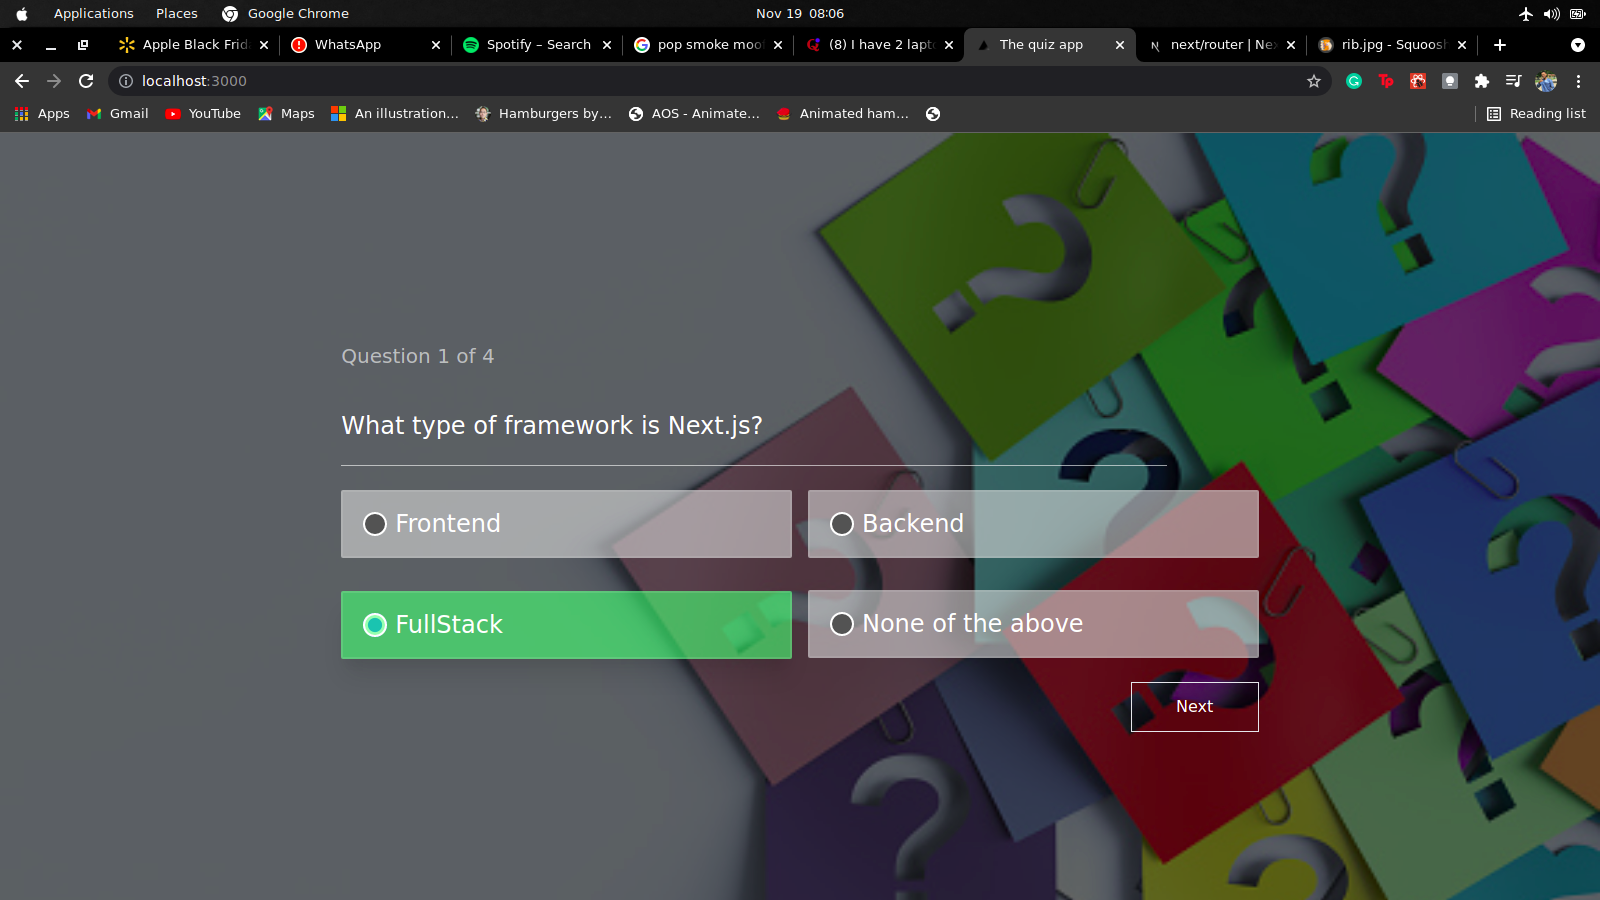 Applications Places Google Chrome Nov 19 08:06
Apple Black Frid WhatsApp Spotify – Search pop smoke moo (8) I have 2 lapt The quiz app next/router | Ne rib.jpg - Squoosh
localhost:3000
Apps Gmail YouTube Maps An illustration... Hamburgers by... AOS - Animate... Animated ham... Reading list
Question 1 of 4
What type of framework is Next.js?
Frontend
Backend
FullStack
None of the above
Next